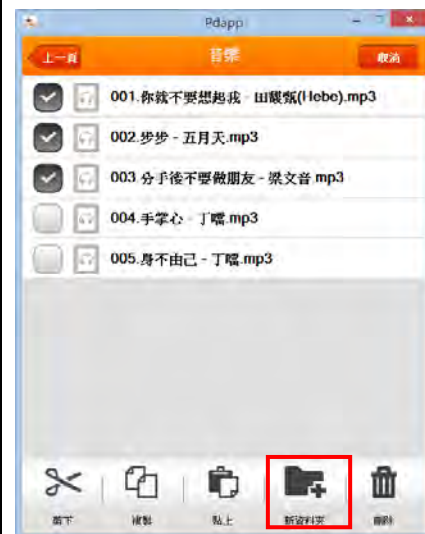 Pdapp
上一頁
音樂
取消
001.你就不要想起我 - 田馥甄(Hebe).mp3
002.步步 - 五月天.mp3
003.分手後不要做朋友 - 梁文音.mp3
004.手掌心 - 丁噹.mp3
005.身不由己 - 丁噹.mp3
剪下
複製
貼上
新資料夾
刪除